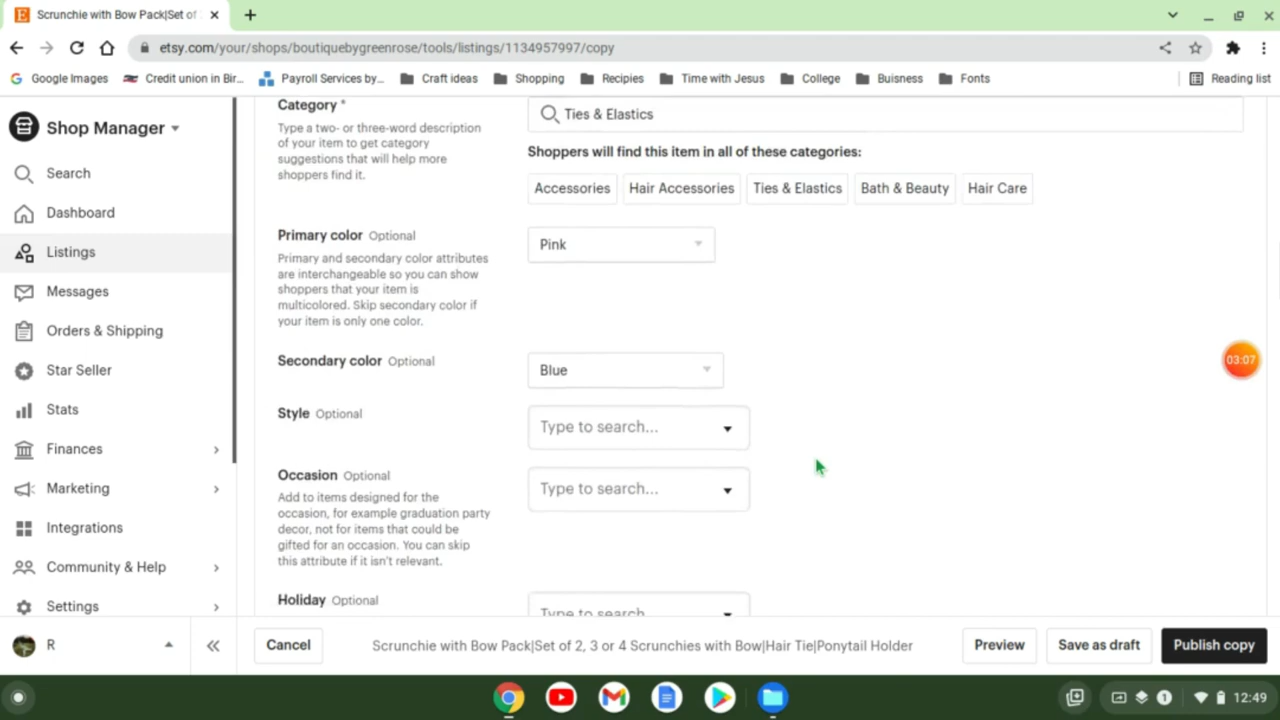 Scrunchie with Bow Pack|Set of
etsy.com/your/shops/boutiquebygreenrose/tools/listings/1134957997/copy
Google Images
Credit union in Bir...
Payroll Services by...
Craft ideas
Shopping
Recipies
Time with Jesus
College
Buisness
Fonts
Reading list
Shop Manager
Search
Dashboard
Listings
Messages
Orders & Shipping
Star Seller
Stats
Finances
Marketing
Integrations
Community & Help
Settings
R
Category *
Type a two- or three-word description
of your item to get category
suggestions that will help more
shoppers find it.
Ties & Elastics
Shoppers will find this item in all of these categories:
Accessories
Hair Accessories
Ties & Elastics
Bath & Beauty
Hair Care
Primary color Optional
Primary and secondary color attributes
are interchangeable so you can show
shoppers that your item is
multicolored. Skip secondary color if
your item is only one color.
Pink
Secondary color Optional
Blue
Style Optional
Type to search...
Occasion Optional
Add to items designed for the
occasion, for example graduation party
decor, not for items that could be
gifted for an occasion. You can skip
this attribute if it isn't relevant.
Type to search...
Holiday Optional
Type to search
03:07
Cancel
Scrunchie with Bow Pack|Set of 2, 3 or 4 Scrunchies with Bow|Hair Tie|Ponytail Holder
Preview
Save as draft
Publish copy
1
12:49